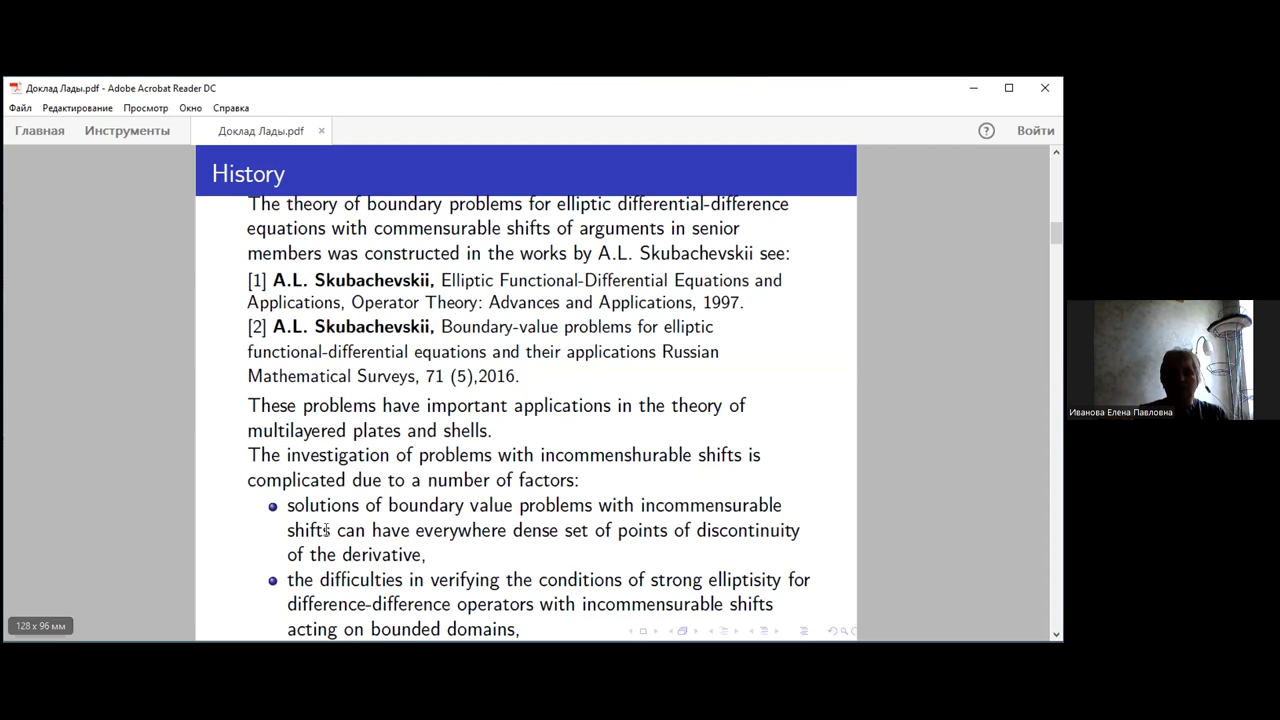 Доклад Лады.pdf - Adobe Acrobat Reader DC
Файл Редактирование Просмотр Окно Справка
Главная Инструменты Доклад Лады.pdf × ? Войти
History
The theory of boundary problems for elliptic differential-difference
equations with commensurable shifts of arguments in senior
members was constructed in the works by A.L. Skubachevskii see:
[1] A.L. Skubachevskii, Elliptic Functional-Differential Equations and
Applications, Operator Theory: Advances and Applications, 1997.
[2] A.L. Skubachevskii, Boundary-value problems for elliptic
functional-differential equations and their applications Russian
Mathematical Surveys, 71 (5),2016.
These problems have important applications in the theory of
multilayered plates and shells.
The investigation of problems with incommenshurable shifts is
complicated due to a number of factors:
solutions of boundary value problems with incommensurable
shifts can have everywhere dense set of points of discontinuity
of the derivative,
the difficulties in verifying the conditions of strong elliptisity for
difference-difference operators with incommensurable shifts
acting on bounded domains,
128 x 96 мм
Иванова Елена Павловна